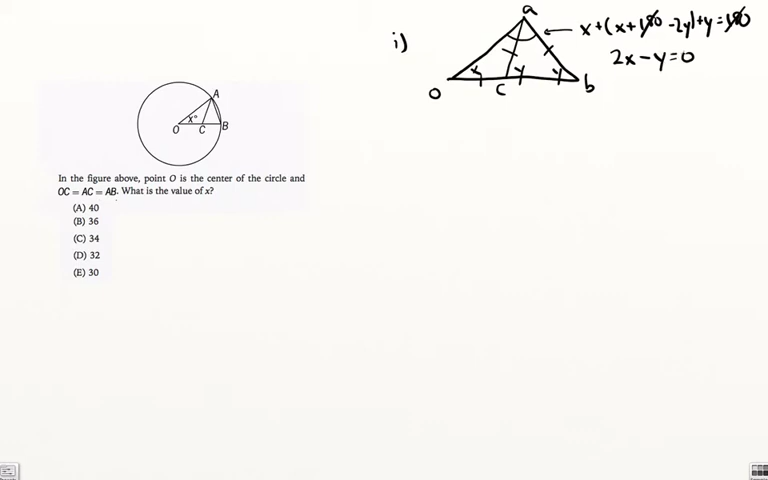 A
x°
O
C
B
In the figure above, point O is the center of the circle and
OC = AC = AB. What is the value of x?
(A) 40
(B) 36
(C) 34
(D) 32
(E) 30
i)
a
x+(x+180-2y)+y=180
2x-y=0
x
y
y
O
C
b